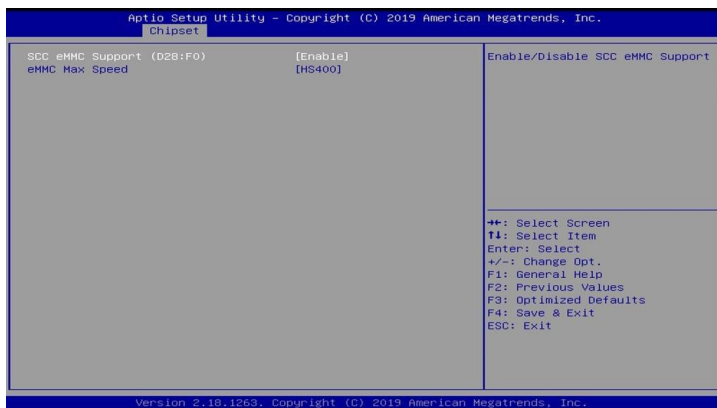 Aptio Setup Utility – Copyright (C) 2019 American Megatrends, Inc.
Chipset
SCC eMMC Support (D28:F0) [Enable]
eMMC Max Speed [HS400]
Enable/Disable SCC eMMC Support
→←: Select Screen
↑↓: Select Item
Enter: Select
+/-: Change Opt.
F1: General Help
F2: Previous Values
F3: Optimized Defaults
F4: Save & Exit
ESC: Exit
Version 2.18.1263. Copyright (C) 2019 American Megatrends, Inc.